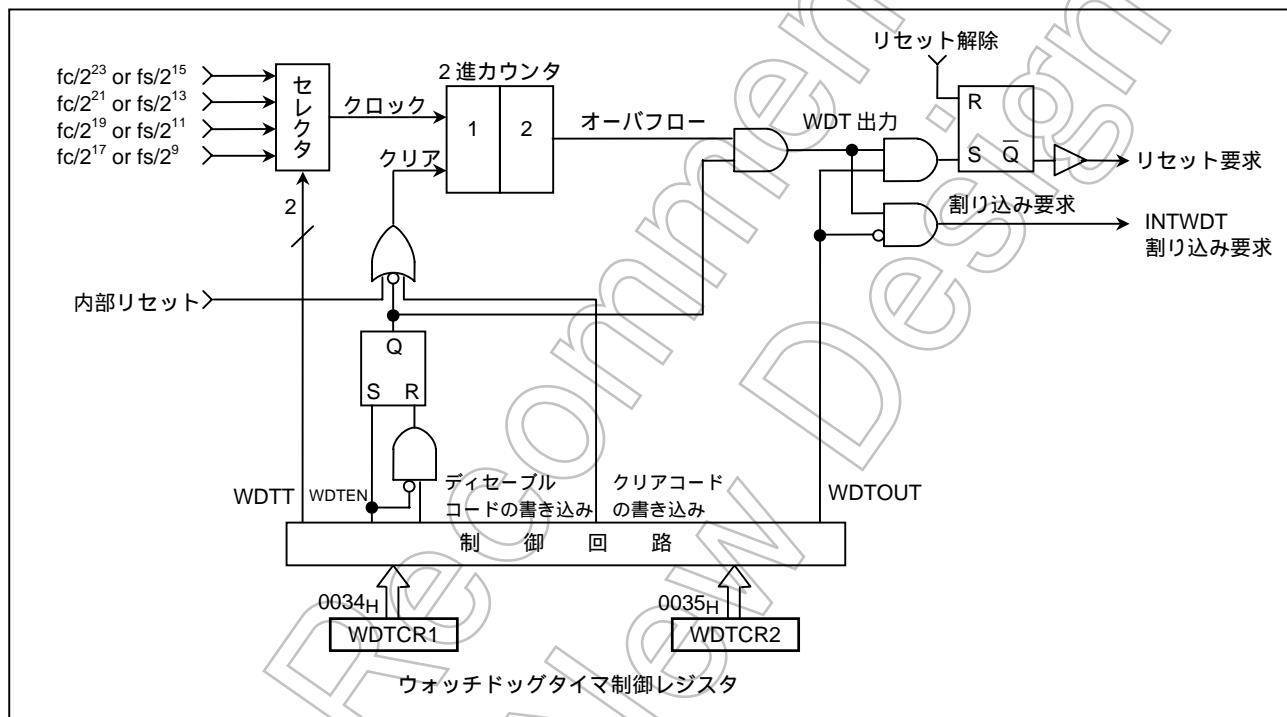 リセット解除
fc/2^23 or fs/2^15
fc/2^21 or fs/2^13
fc/2^19 or fs/2^11
fc/2^17 or fs/2^9
セレクタ
クロック
2進カウンタ
1 2
クリア
オーバフロー
WDT 出力
R
S Q̅
リセット要求
割り込み要求
INTWDT
割り込み要求
2
内部リセット
Q
S R
WDTT
WDTEN
ディセーブル
コードの書き込み
クリアコード
の書き込み
WDTOUT
制 御 回 路
0034H
WDTCR1
0035H
WDTCR2
ウォッチドッグタイマ制御レジスタ
Recommen
New Design